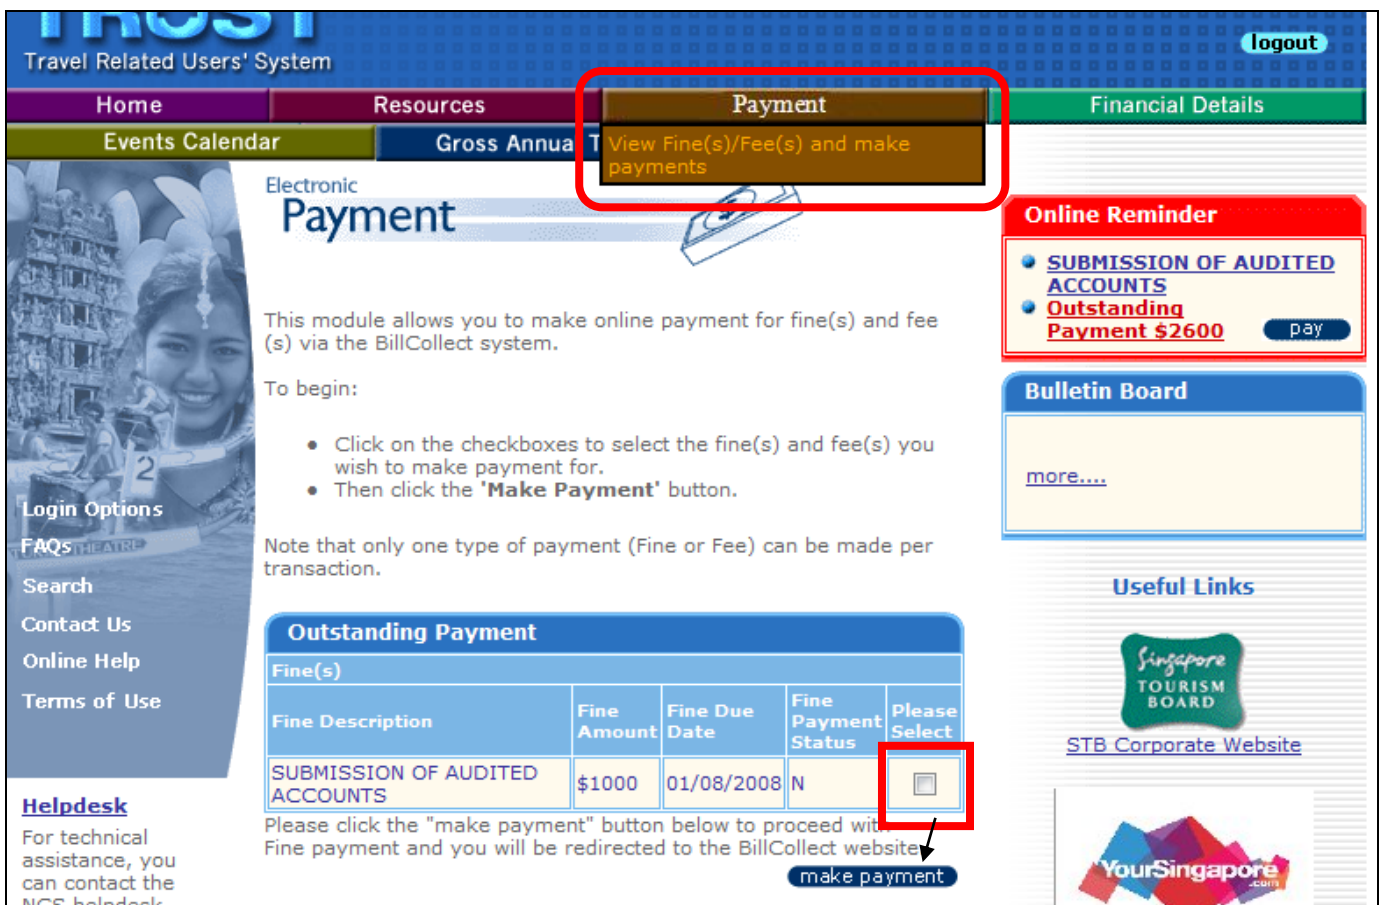 TRUST
Travel Related Users' System
logout
Home
Resources
Payment
Financial Details
Events Calendar
Gross Annual T
View Fine(s)/Fee(s) and make
payments
Electronic
Payment
This module allows you to make online payment for fine(s) and fee
(s) via the BillCollect system.
To begin:
Click on the checkboxes to select the fine(s) and fee(s) you
wish to make payment for.
Then click the 'Make Payment' button.
Note that only one type of payment (Fine or Fee) can be made per
transaction.
Outstanding Payment
Fine(s)
Fine Description
Fine
Amount
Fine Due
Date
Fine
Payment
Status
Please
Select
SUBMISSION OF AUDITED
ACCOUNTS
$1000
01/08/2008
N
Please click the "make payment" button below to proceed with
Fine payment and you will be redirected to the BillCollect website
make payment
Online Reminder
SUBMISSION OF AUDITED
ACCOUNTS
Outstanding
Payment $2600
pay
Bulletin Board
more....
Useful Links
Singapore
TOURISM
BOARD
STB Corporate Website
YourSingapore
.com
2
Login Options
FAQs
THEATRE
Search
Contact Us
Online Help
Terms of Use
Helpdesk
For technical
assistance, you
can contact the
NCS helpdesk